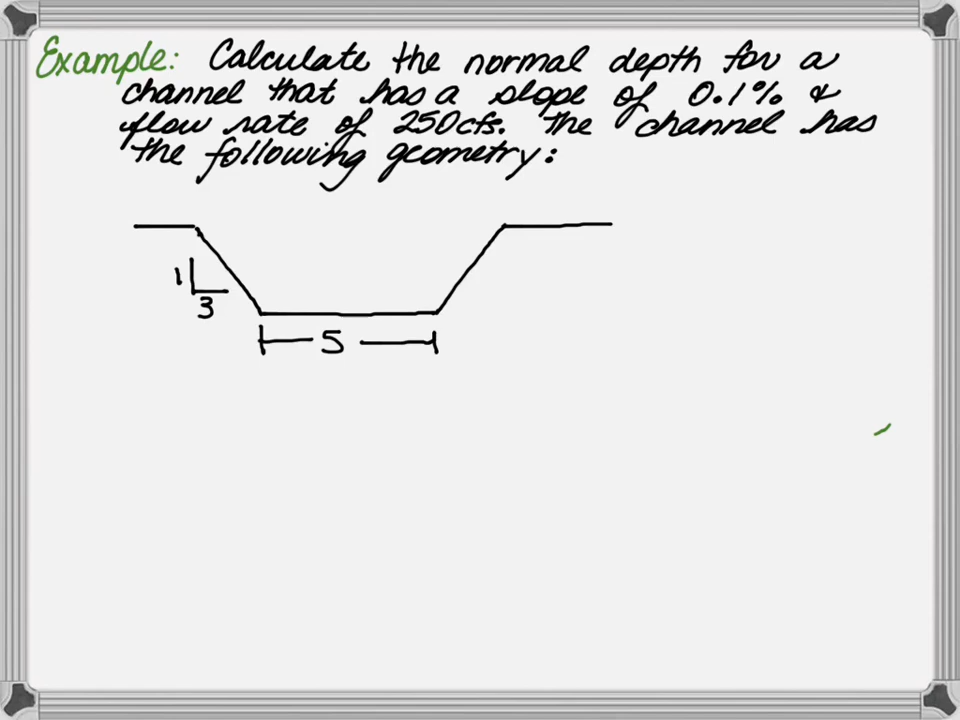 Example: Calculate the normal depth for a
channel that has a slope of 0.1% &
flow rate of 250cfs. The channel has
the following geometry:
1
3
5